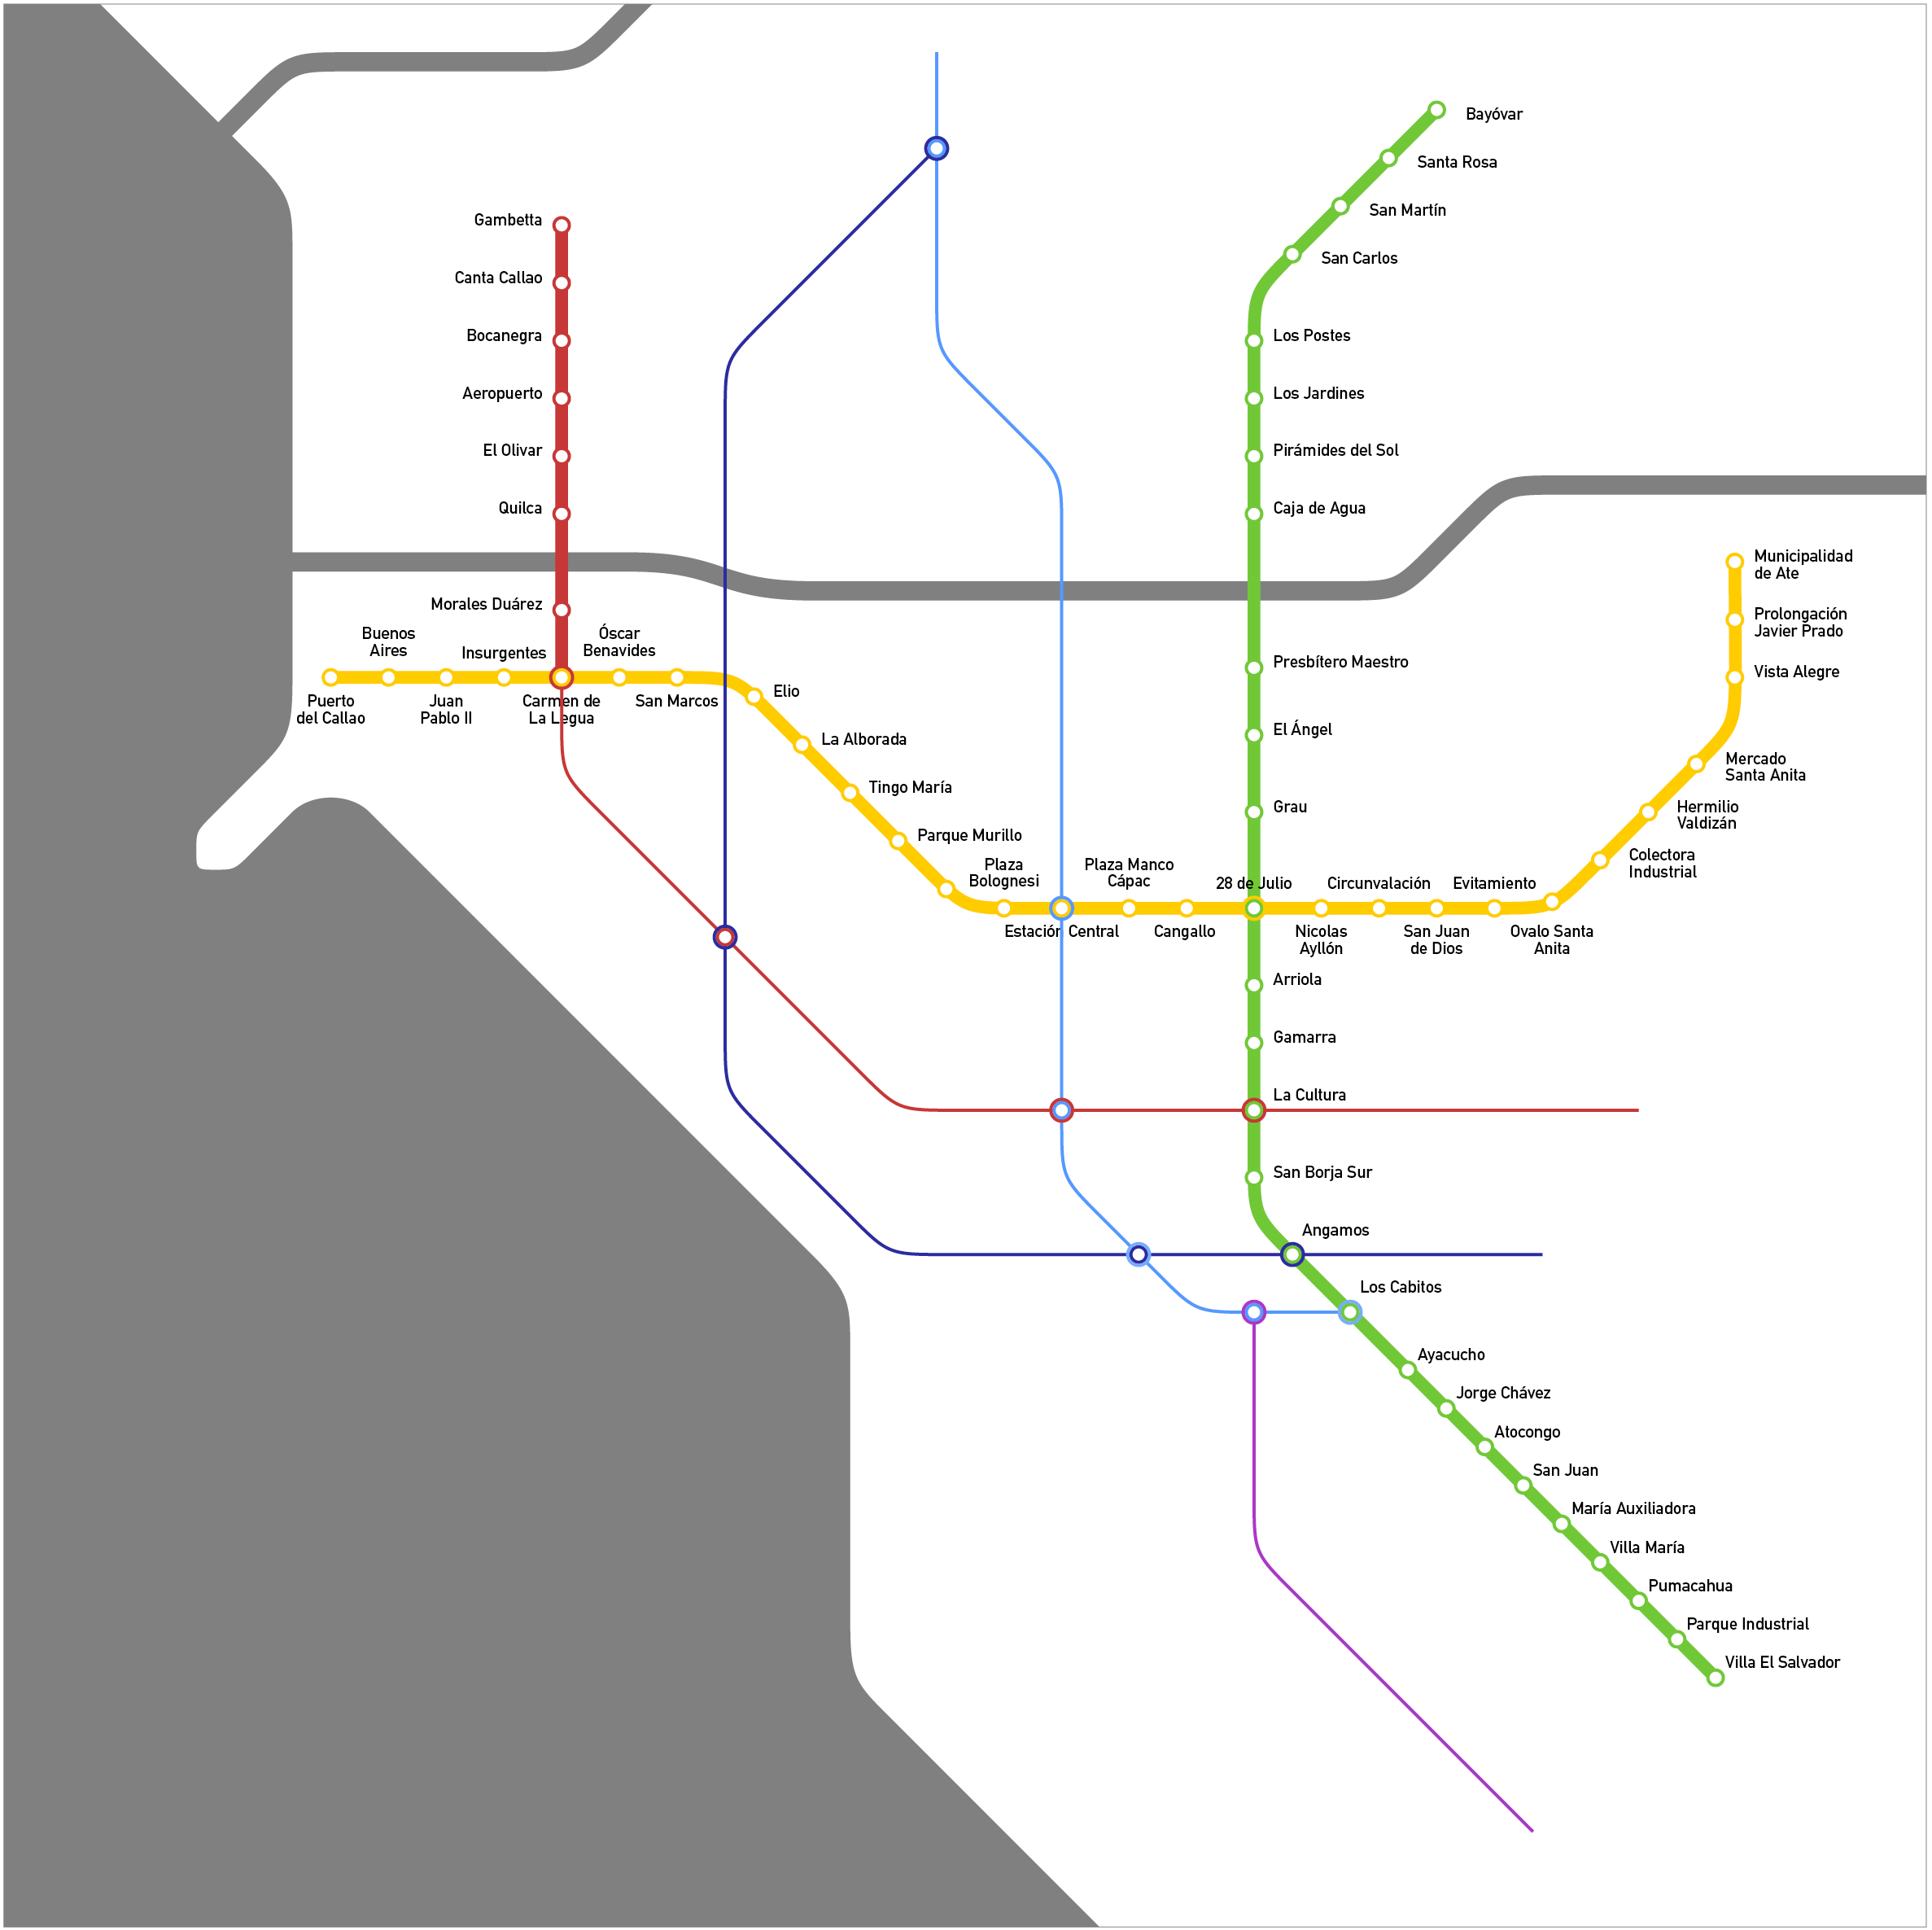 Bayóvar
Santa Rosa
San Martín
San Carlos
Los Postes
Los Jardines
Pirámides del Sol
Caja de Agua
Presbítero Maestro
El Ángel
Grau
28 de Julio
Arriola
Gamarra
La Cultura
San Borja Sur
Angamos
Los Cabitos
Ayacucho
Jorge Chávez
Atocongo
San Juan
María Auxiliadora
Villa María
Pumacahua
Parque Industrial
Villa El Salvador
Gambetta
Canta Callao
Bocanegra
Aeropuerto
El Olivar
Quilca
Morales Duárez
Puerto
del Callao
Buenos
Aires
Juan
Pablo II
Insurgentes
Carmen de
La Legua
Óscar
Benavides
San Marcos
Elio
La Alborada
Tingo María
Parque Murillo
Plaza
Bolognesi
Estación Central
Plaza Manco
Cápac
Cangallo
Nicolas
Ayllón
Circunvalación
San Juan
de Dios
Evitamiento
Ovalo Santa
Anita
Colectora
Industrial
Hermilio
Valdizán
Mercado
Santa Anita
Vista Alegre
Prolongación
Javier Prado
Municipalidad
de Ate